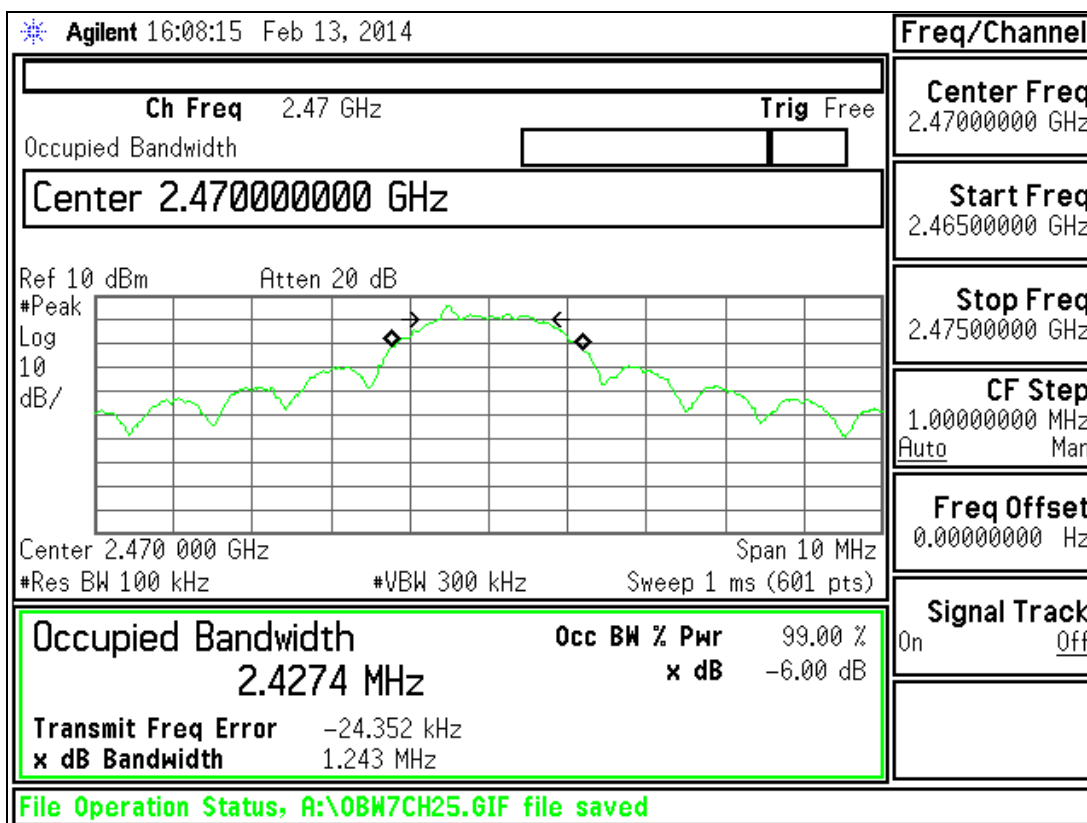 Agilent 16:08:15 Feb 13, 2014
Ch Freq 2.47 GHz Trig Free
Occupied Bandwidth
Center 2.470000000 GHz
Ref 10 dBm Atten 20 dB
#Peak
Log
10
dB/
Center 2.470 000 GHz Span 10 MHz
#Res BW 100 kHz #VBW 300 kHz Sweep 1 ms (601 pts)
Occupied Bandwidth
2.4274 MHz
Occ BW % Pwr 99.00 %
x dB -6.00 dB
Transmit Freq Error -24.352 kHz
x dB Bandwidth 1.243 MHz
File Operation Status, A:\OBW7CH25.GIF file saved
Freq/Channel
Center Freq
2.47000000 GHz
Start Freq
2.46500000 GHz
Stop Freq
2.47500000 GHz
CF Step
1.00000000 MHz
Auto Man
Freq Offset
0.00000000 Hz
Signal Track
On Off